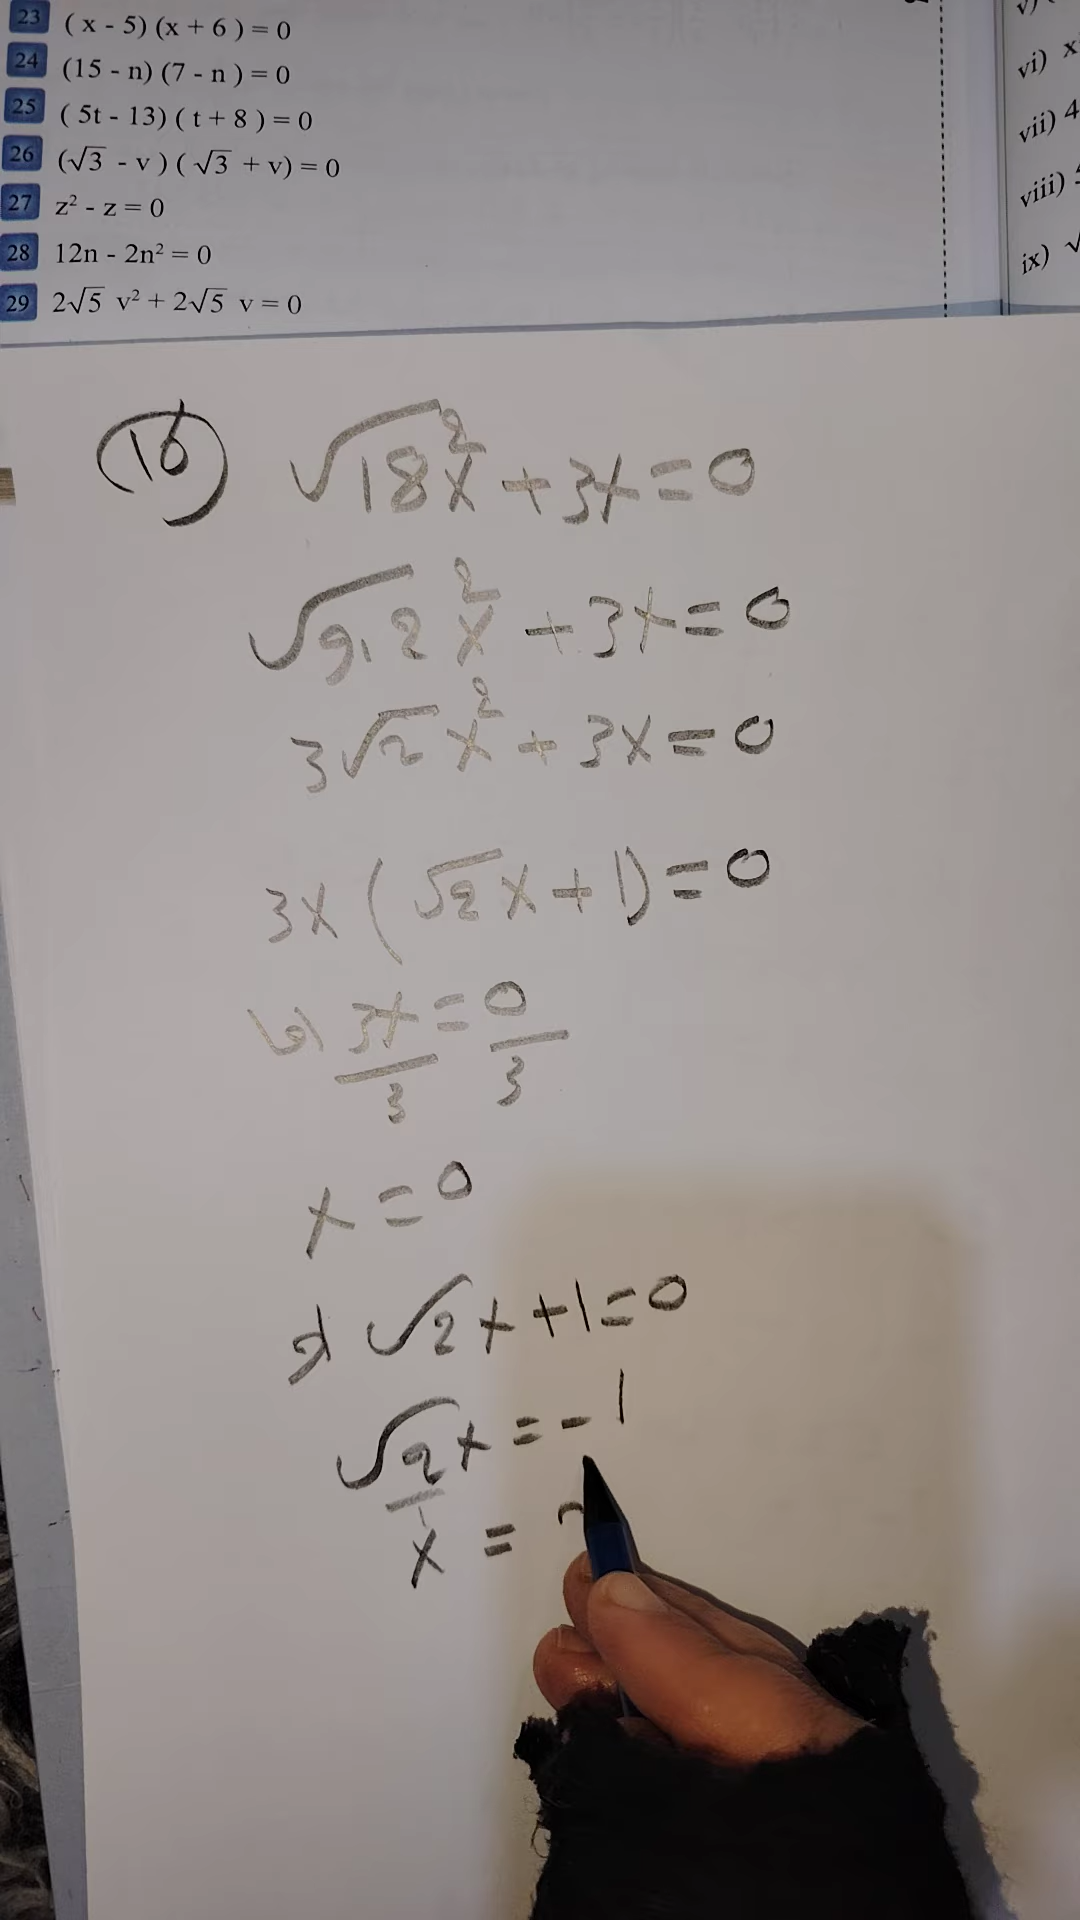 23 ( x - 5) (x + 6 ) = 0
24 (15 - n) (7 - n ) = 0
25 ( 5t - 13) ( t + 8 ) = 0
26 (√3 - v ) ( √3 + v) = 0
27 z² - z = 0
28 12n - 2n² = 0
29 2√5 v² + 2√5 v = 0
vi) x
vii) 4
viii)
ix) √
16 √18 x² + 3x = 0
√9.2 x² + 3x = 0
3√2 x² + 3x = 0
3x ( √2 x + 1 ) = 0
3x/3 = 0/3
x = 0
√2 x + 1 = 0
√2 x = - 1
x =